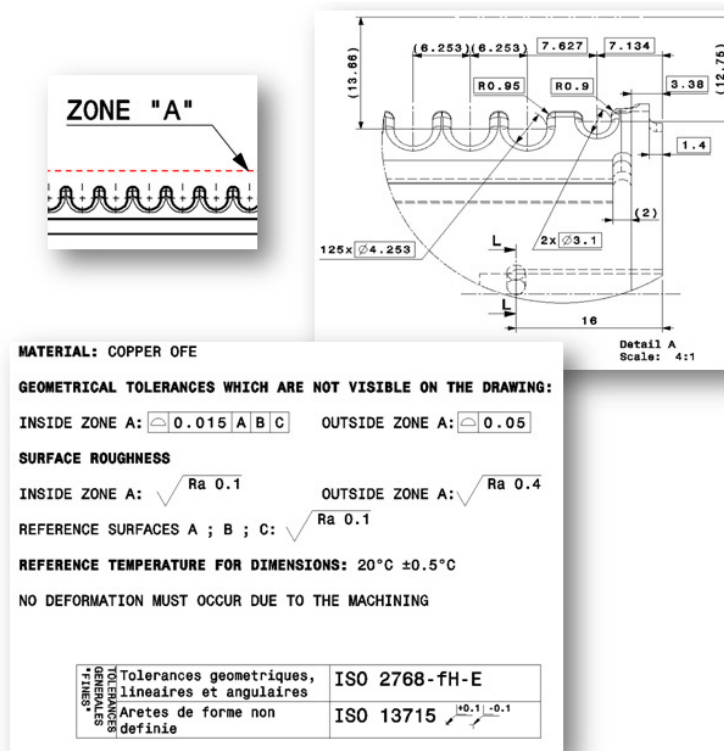 ZONE "A"
(13.66)
(6.253)
(6.253)
7.627
7.134
(12.75)
3.38
R0.95
R0.9
1.4
(2)
125x ⌀4.253
2x ⌀3.1
L
L
16
Detail A
Scale: 4:1
MATERIAL: COPPER OFE
GEOMETRICAL TOLERANCES WHICH ARE NOT VISIBLE ON THE DRAWING:
INSIDE ZONE A: ⌓ 0.015 A B C OUTSIDE ZONE A: ⌓ 0.05
SURFACE ROUGHNESS
INSIDE ZONE A: √ Ra 0.1 OUTSIDE ZONE A: √ Ra 0.4
REFERENCE SURFACES A ; B ; C: √ Ra 0.1
REFERENCE TEMPERATURE FOR DIMENSIONS: 20°C ±0.5°C
NO DEFORMATION MUST OCCUR DUE TO THE MACHINING
TOLERANCES
GENERALES
"FINES"
Tolerances geometriques,
lineaires et angulaires
ISO 2768-fH-E
Aretes de forme non
definie
ISO 13715 +0.1 -0.1